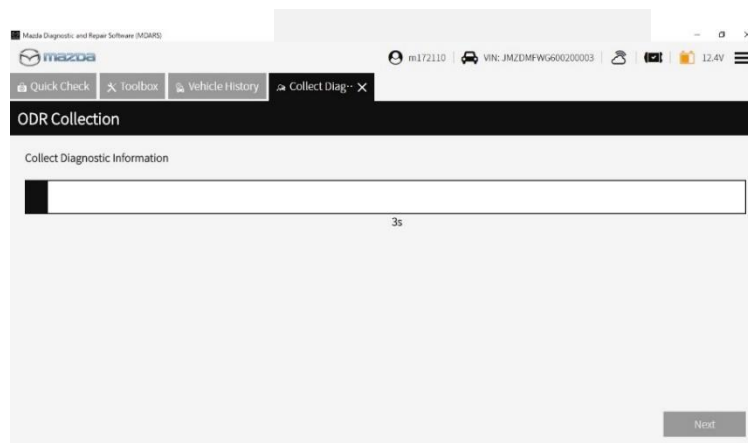 Mazda Diagnostic and Repair Software (MDARS)
mazda m172110 VIN: JMZDMFWG600200003 12.4V
Quick Check Toolbox Vehicle History Collect Diag··
ODR Collection
Collect Diagnostic Information
3s
Next